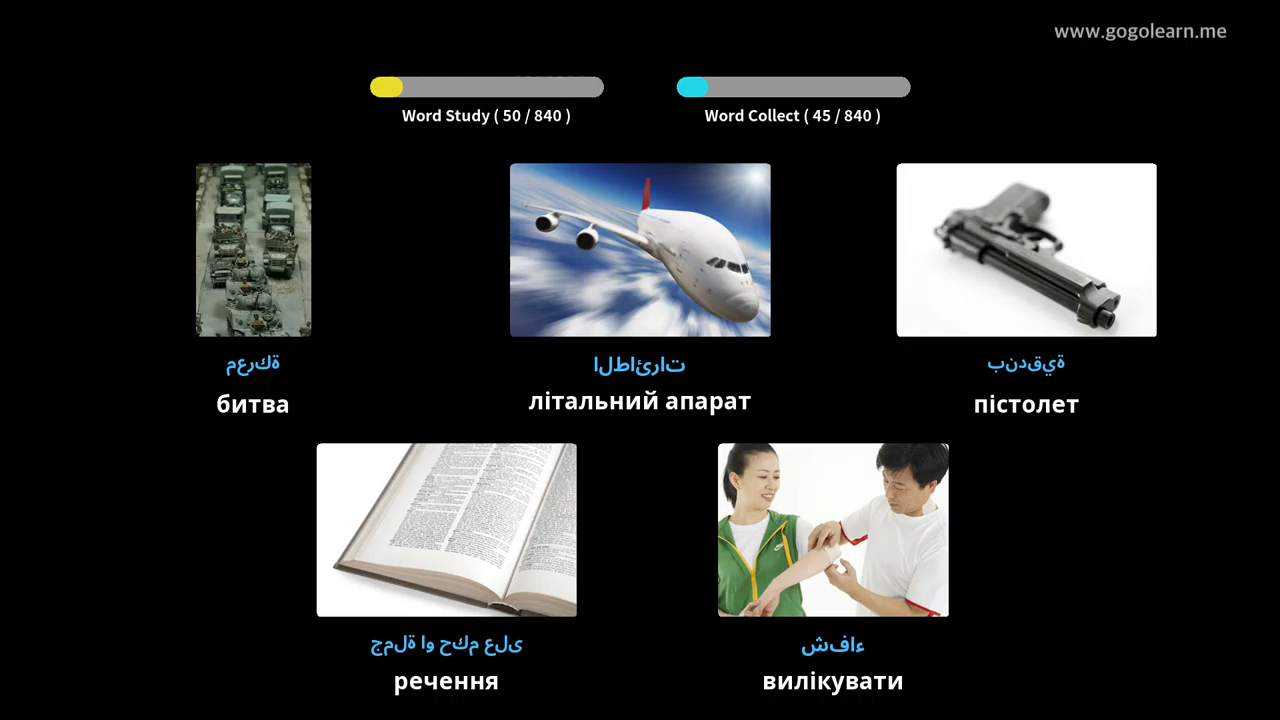 www.gogolearn.me
Word Study ( 50 / 840 )
Word Collect ( 45 / 840 )
معركة
битва
الطائرات
літальний апарат
بندقية
пістолет
جملة او حكم على
речення
شفاء
вилікувати